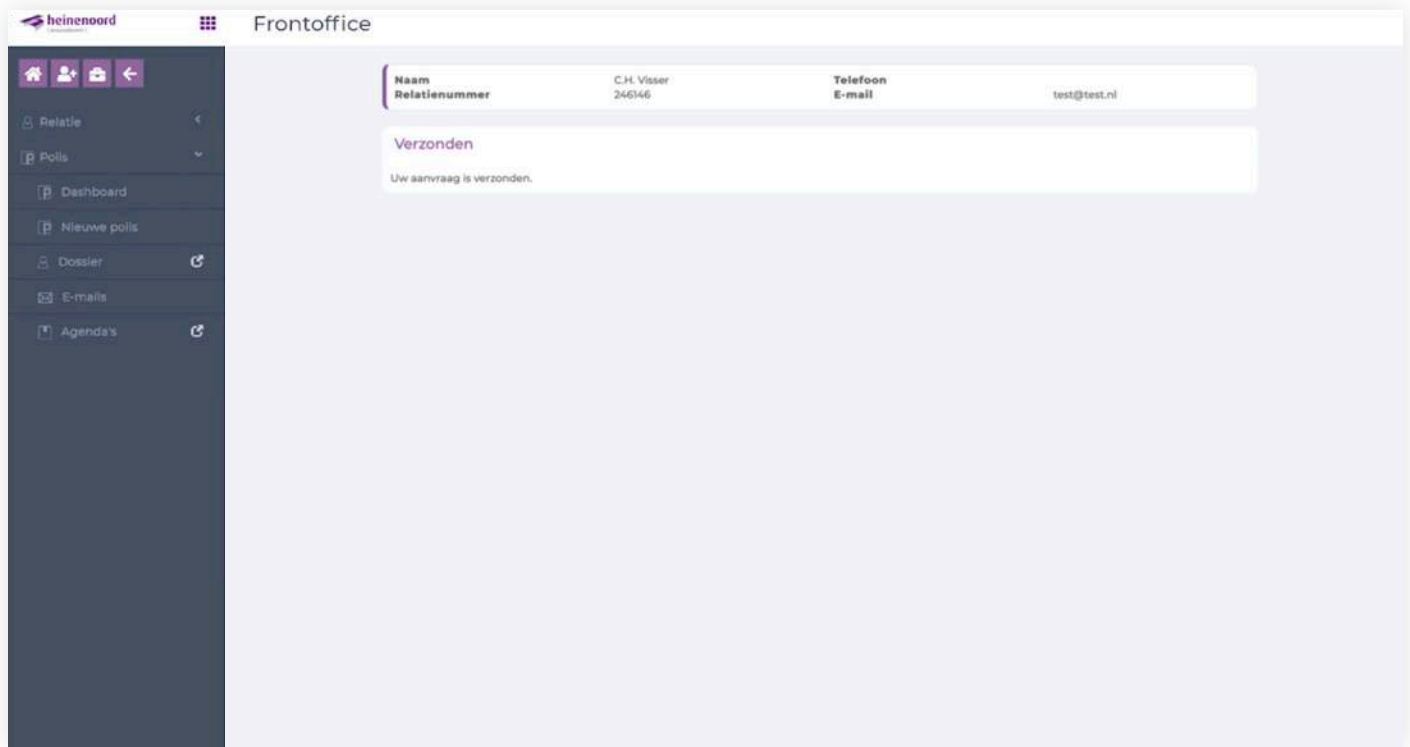 heinenoord
Frontoffice
Naam C.H. Visser Telefoon
Relatienummer 246146 E-mail test@test.nl
Relatie
Polis
Dashboard
Nieuwe polis
Dossier
E-mails
Agenda's
Verzonden
Uw aanvraag is verzonden.